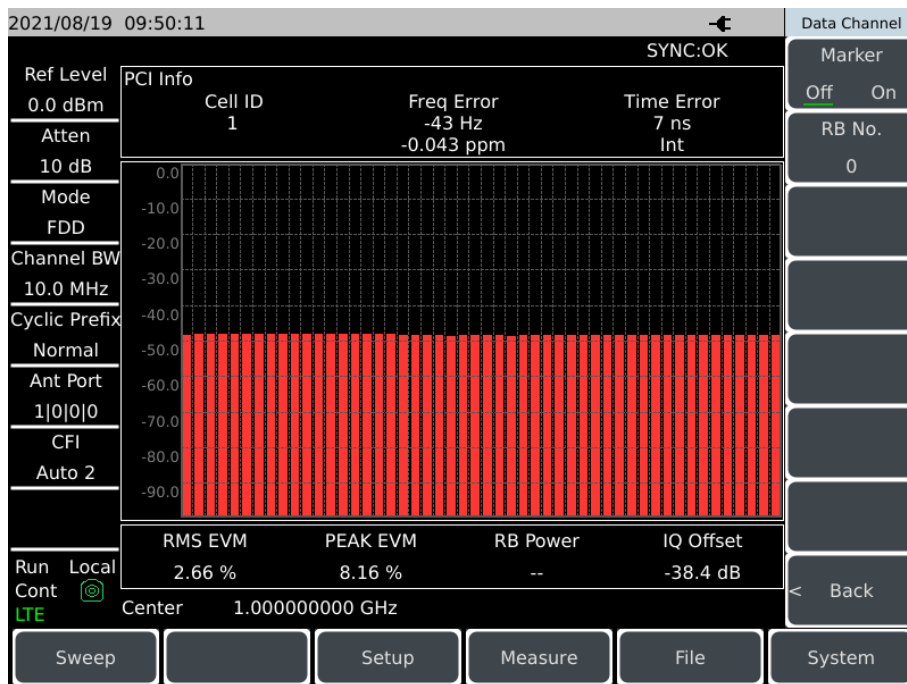 2021/08/19 09:50:11
Data Channel
SYNC:OK
Marker
Off On
RB No.
0
Ref Level
0.0 dBm
Atten
10 dB
Mode
FDD
Channel BW
10.0 MHz
Cyclic Prefix
Normal
Ant Port
1|0|0|0
CFI
Auto 2
Run Local
Cont
LTE
PCI Info
Cell ID Freq Error Time Error
1 -43 Hz 7 ns
-0.043 ppm Int
0.0
-10.0
-20.0
-30.0
-40.0
-50.0
-60.0
-70.0
-80.0
-90.0
RMS EVM PEAK EVM RB Power IQ Offset
2.66 % 8.16 % -- -38.4 dB
Center 1.000000000 GHz
< Back
Sweep Setup Measure File System